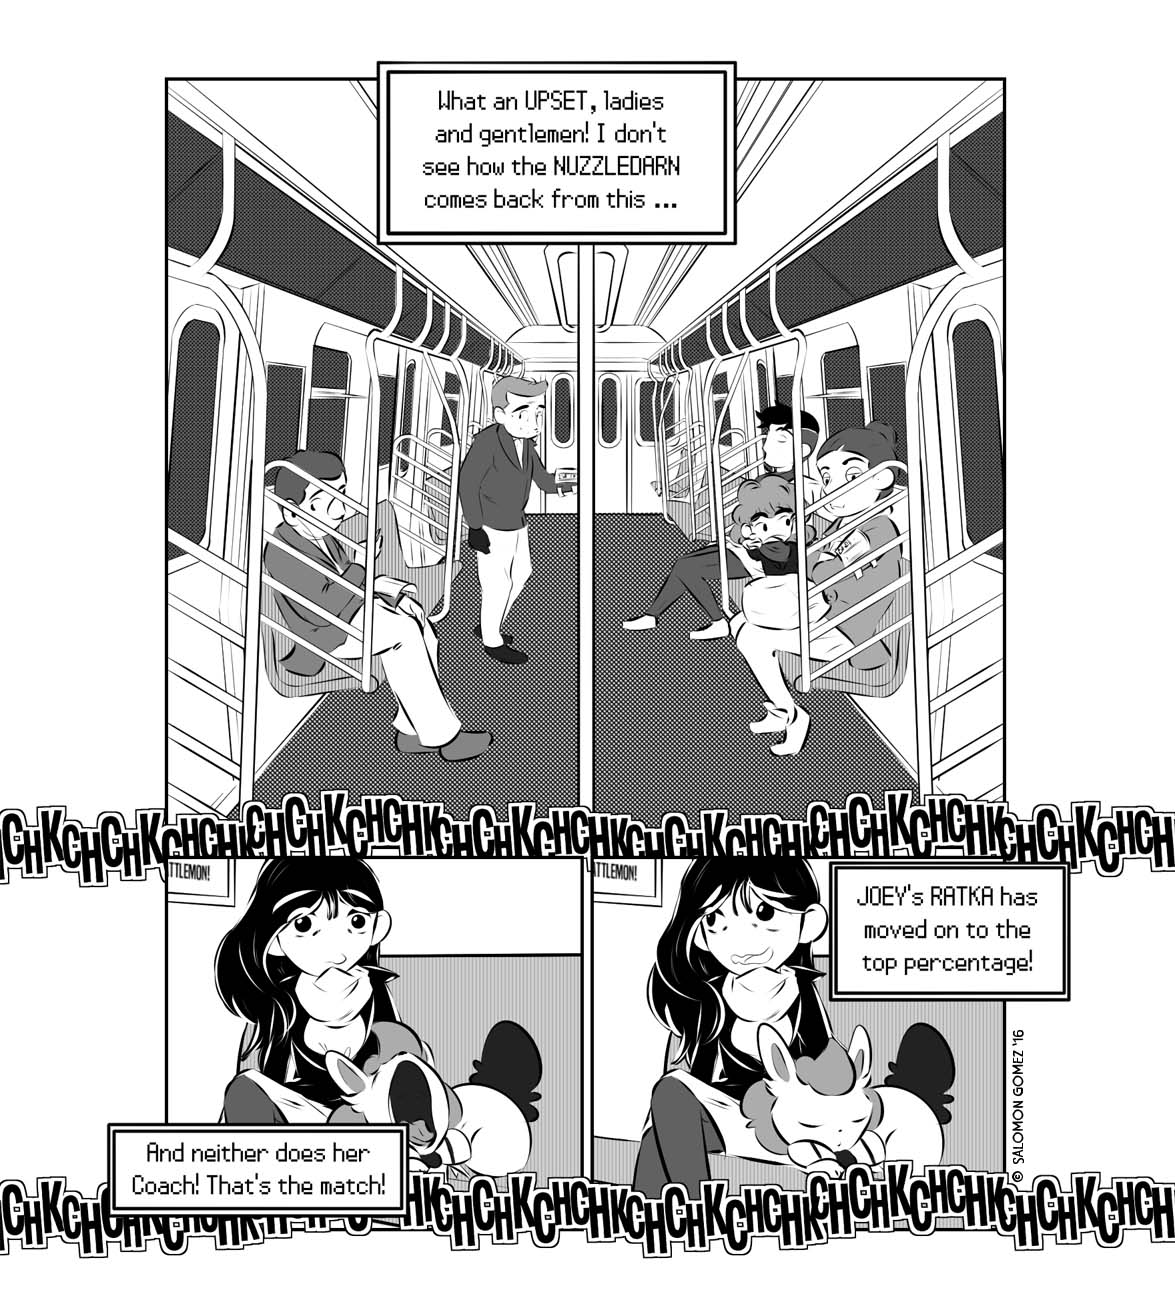 What an UPSET, ladies
and gentlemen! I don't
see how the NUZZLEDARN
comes back from this ...
CHKCHCHKCHCHKCHCHKCHCHKCHCHKCHCHKCHCHKCHCHKCHCHKCHCHKCHCH
ATTLEMON!
ATTLEMON!
JOEY's RATKA has
moved on to the
top percentage!
And neither does her
Coach! That's the match!
© SALOMON GOMEZ '16
CHKCHCHKCHCHKCHCHKCHCHKCHCHKCHCHKCHCHKCHCHKCHCH